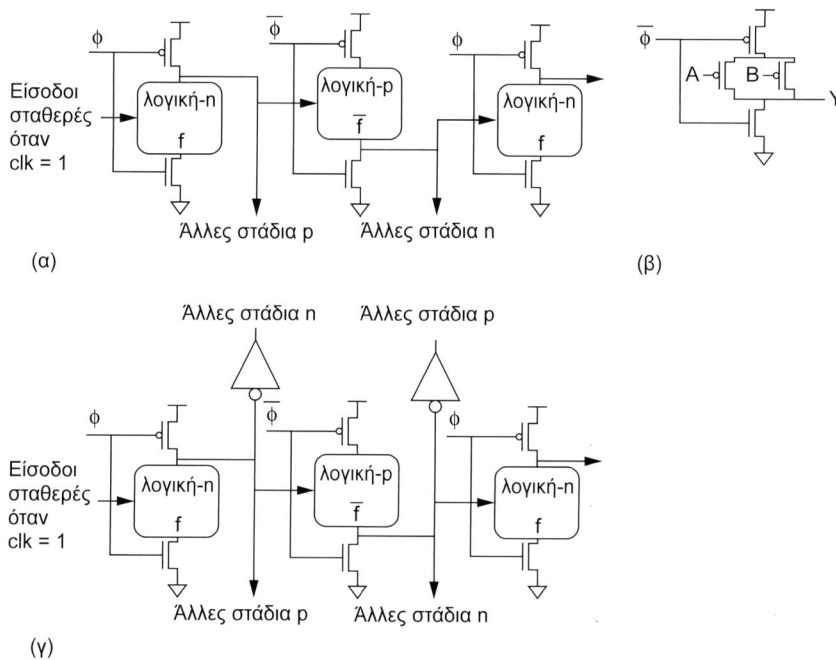 ϕ
ϕ̅
ϕ
ϕ̅
Είσοδοι
σταθερές
όταν
clk = 1
λογική-n
f
λογική-p
f̅
λογική-n
f
A
B
Y
Άλλες στάδια p
Άλλες στάδια n
(α)
(β)
Άλλες στάδια n
Άλλες στάδια p
ϕ
ϕ̅
ϕ
Είσοδοι
σταθερές
όταν
clk = 1
λογική-n
f
λογική-p
f̅
λογική-n
f
Άλλες στάδια p
Άλλες στάδια n
(γ)